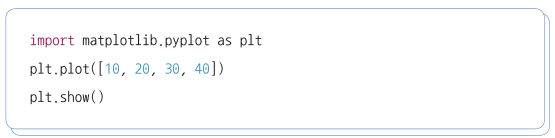 import matplotlib.pyplot as plt
plt.plot([10, 20, 30, 40])
plt.show()